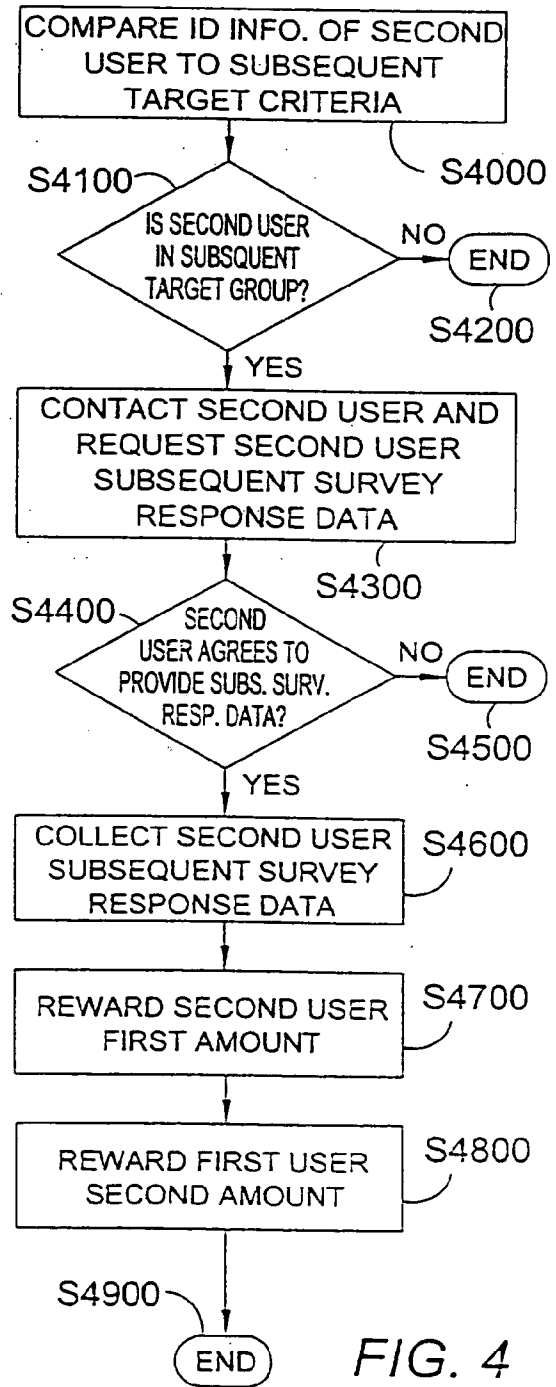 COMPARE ID INFO. OF SECOND
USER TO SUBSEQUENT
TARGET CRITERIA
S4000
S4100
IS SECOND USER
IN SUBSQUENT
TARGET GROUP?
NO
END
S4200
YES
CONTACT SECOND USER AND
REQUEST SECOND USER
SUBSEQUENT SURVEY
RESPONSE DATA
S4300
S4400
SECOND
USER AGREES TO
PROVIDE SUBS. SURV.
RESP. DATA?
NO
END
S4500
YES
COLLECT SECOND USER
SUBSEQUENT SURVEY
RESPONSE DATA
S4600
REWARD SECOND USER
FIRST AMOUNT
S4700
REWARD FIRST USER
SECOND AMOUNT
S4800
S4900
END
FIG. 4